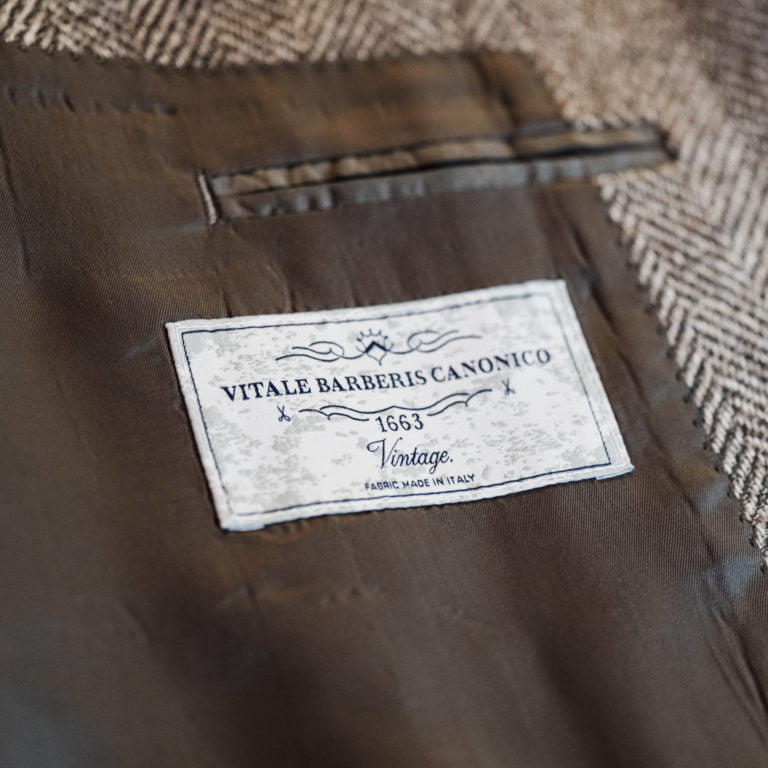 VITALE BARBERIS CANONICO
1663
Vintage.
FABRIC MADE IN ITALY